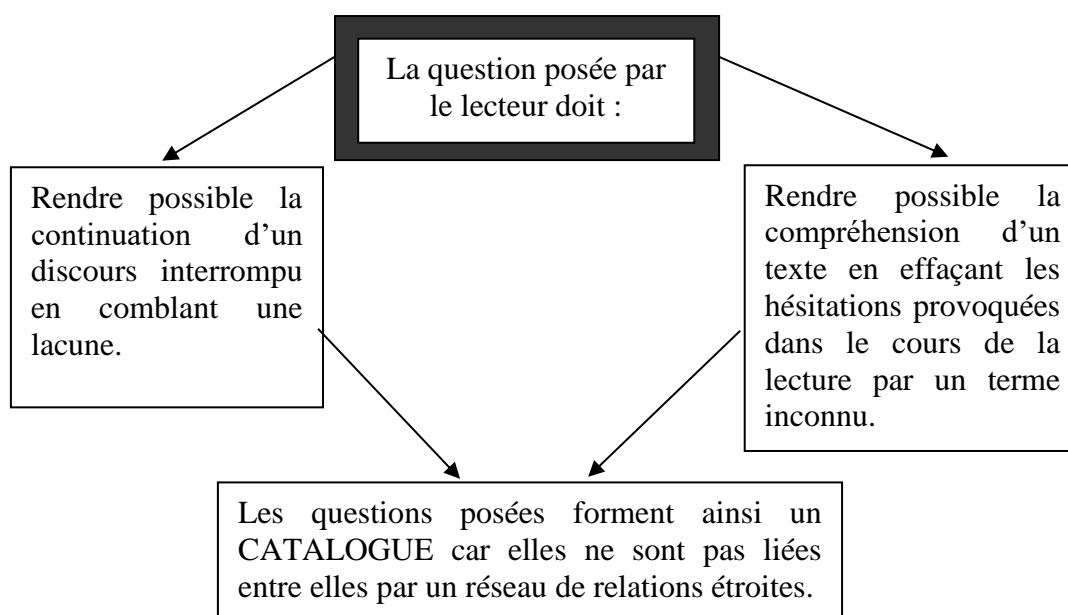 La question posée par
le lecteur doit :
Rendre possible la
continuation d’un
discours interrompu
en comblant une
lacune.
Rendre possible la
compréhension d’un
texte en effaçant les
hésitations provoquées
dans le cours de la
lecture par un terme
inconnu.
Les questions posées forment ainsi un
CATALOGUE car elles ne sont pas liées
entre elles par un réseau de relations étroites.